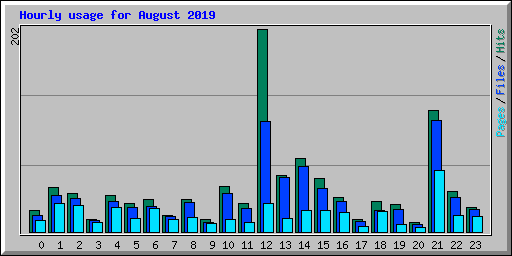 Hourly usage for August 2019
202
Pages / Files / Hits
0 1 2 3 4 5 6 7 8 9 10 11 12 13 14 15 16 17 18 19 20 21 22 23